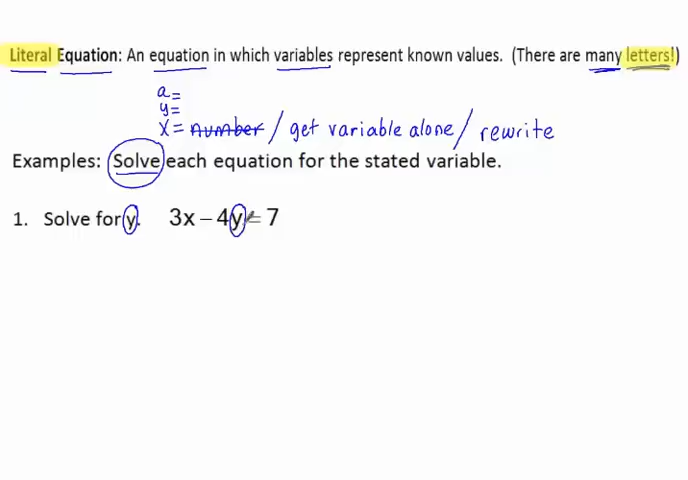 Literal Equation: An equation in which variables represent known values. (There are many letters!)
a=
y=
x = number / get variable alone / rewrite
Examples: Solve each equation for the stated variable.
1. Solve for y. 3x – 4y = 7